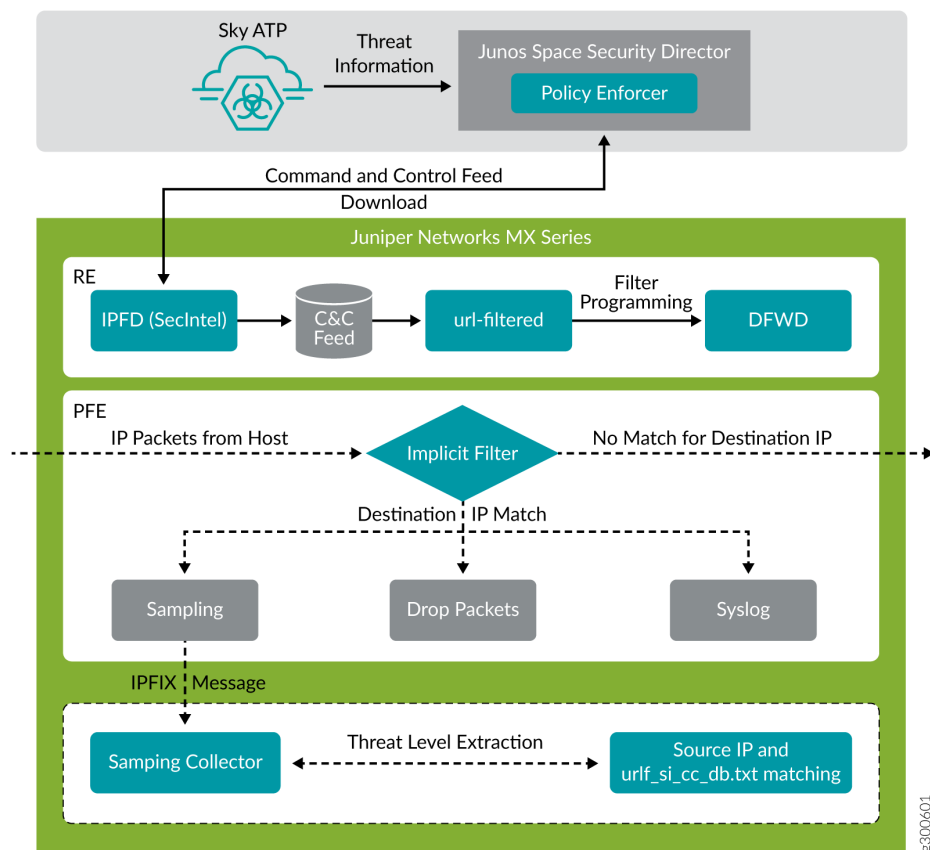 Sky ATP
Threat
Information
Junos Space Security Director
Policy Enforcer
Command and Control Feed
Download
Juniper Networks MX Series
RE
IPFD (SecIntel)
C&C
Feed
url-filtered
Filter
Programming
DFWD
PFE
IP Packets from Host
Implicit Filter
No Match for Destination IP
Destination IP Match
Sampling
Drop Packets
Syslog
IPFIX Message
Samping Collector
Threat Level Extraction
Source IP and
urlf_si_cc_db.txt matching
g300601